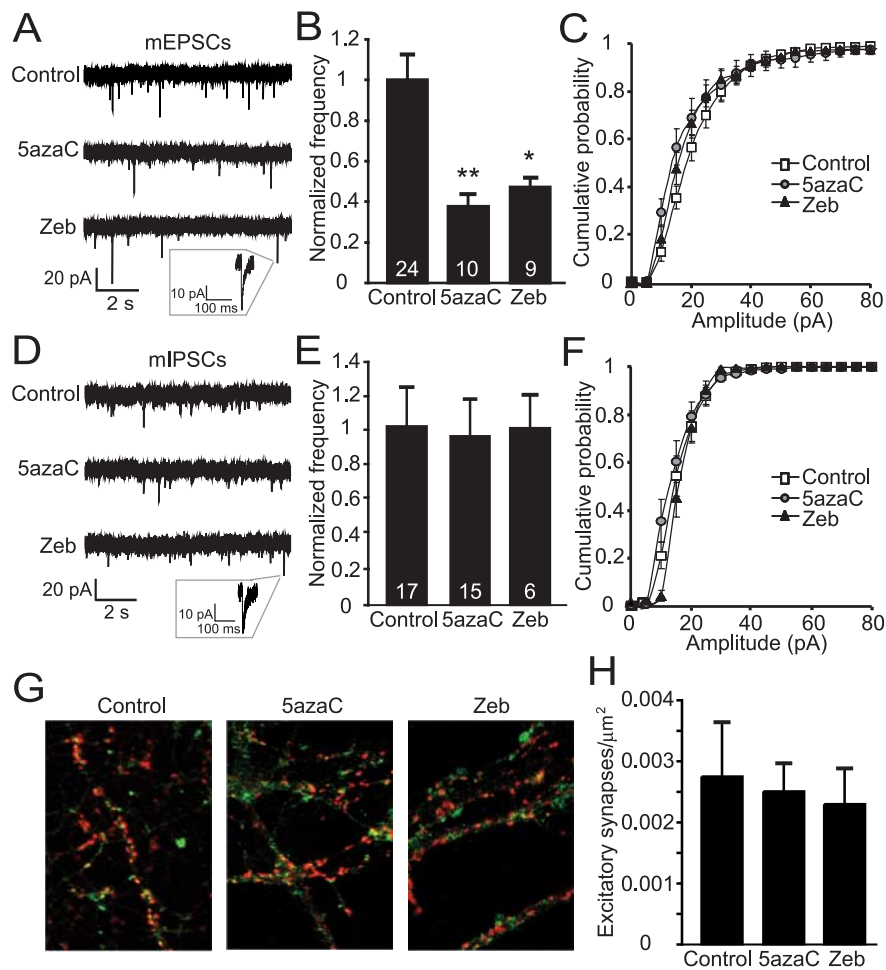 A
mEPSCs
Control
5azaC
Zeb
20 pA
2 s
10 pA
100 ms
B
Normalized frequency
1.2
1
0.8
0.6
0.4
0.2
0
**
*
24
10
9
Control 5azaC Zeb
C
Cumulative probability
1
0.8
0.6
0.4
0.2
0
Control
5azaC
Zeb
0 20 40 60 80
Amplitude (pA)
D
mIPSCs
Control
5azaC
Zeb
20 pA
2 s
10 pA
100 ms
E
Normalized frequency
1.4
1.2
1
0.8
0.6
0.4
0.2
0
17
15
6
Control 5azaC Zeb
F
Cumulative probability
1
0.8
0.6
0.4
0.2
0
Control
5azaC
Zeb
0 20 40 60 80
Amplitude (pA)
G
Control
5azaC
Zeb
H
Excitatory synapses/μm²
0.004
0.003
0.002
0.001
0
Control 5azaC Zeb